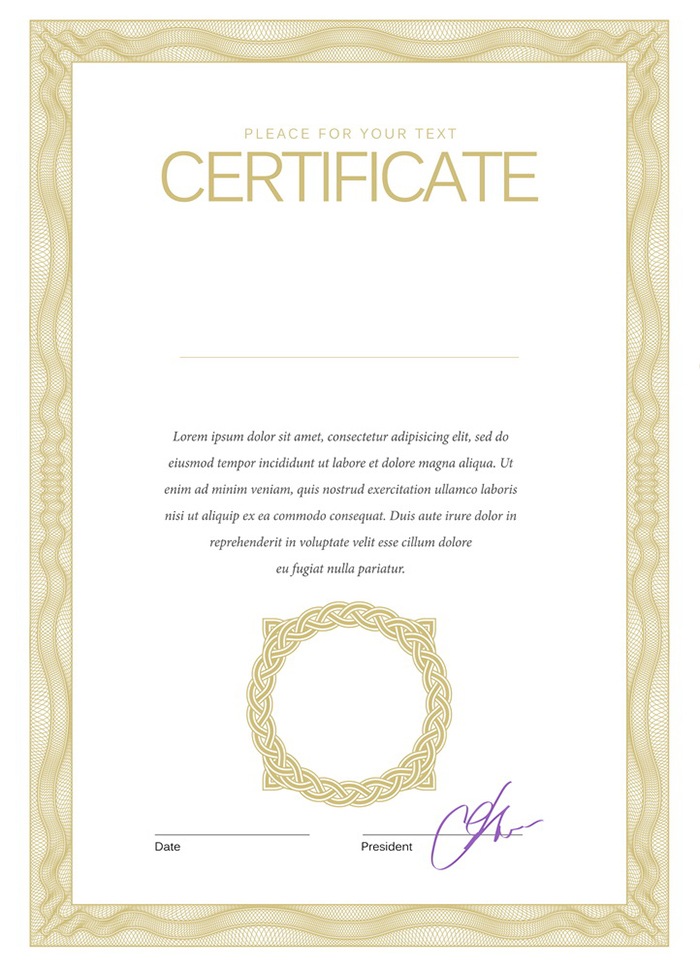 PLEACE FOR YOUR TEXT
CERTIFICATE
Lorem ipsum dolor sit amet, consectetur adipisicing elit, sed do
eiusmod tempor incididunt ut labore et dolore magna aliqua. Ut
enim ad minim veniam, quis nostrud exercitation ullamco laboris
nisi ut aliquip ex ea commodo consequat. Duis aute irure dolor in
reprehenderit in voluptate velit esse cillum dolore
eu fugiat nulla pariatur.
Date
President